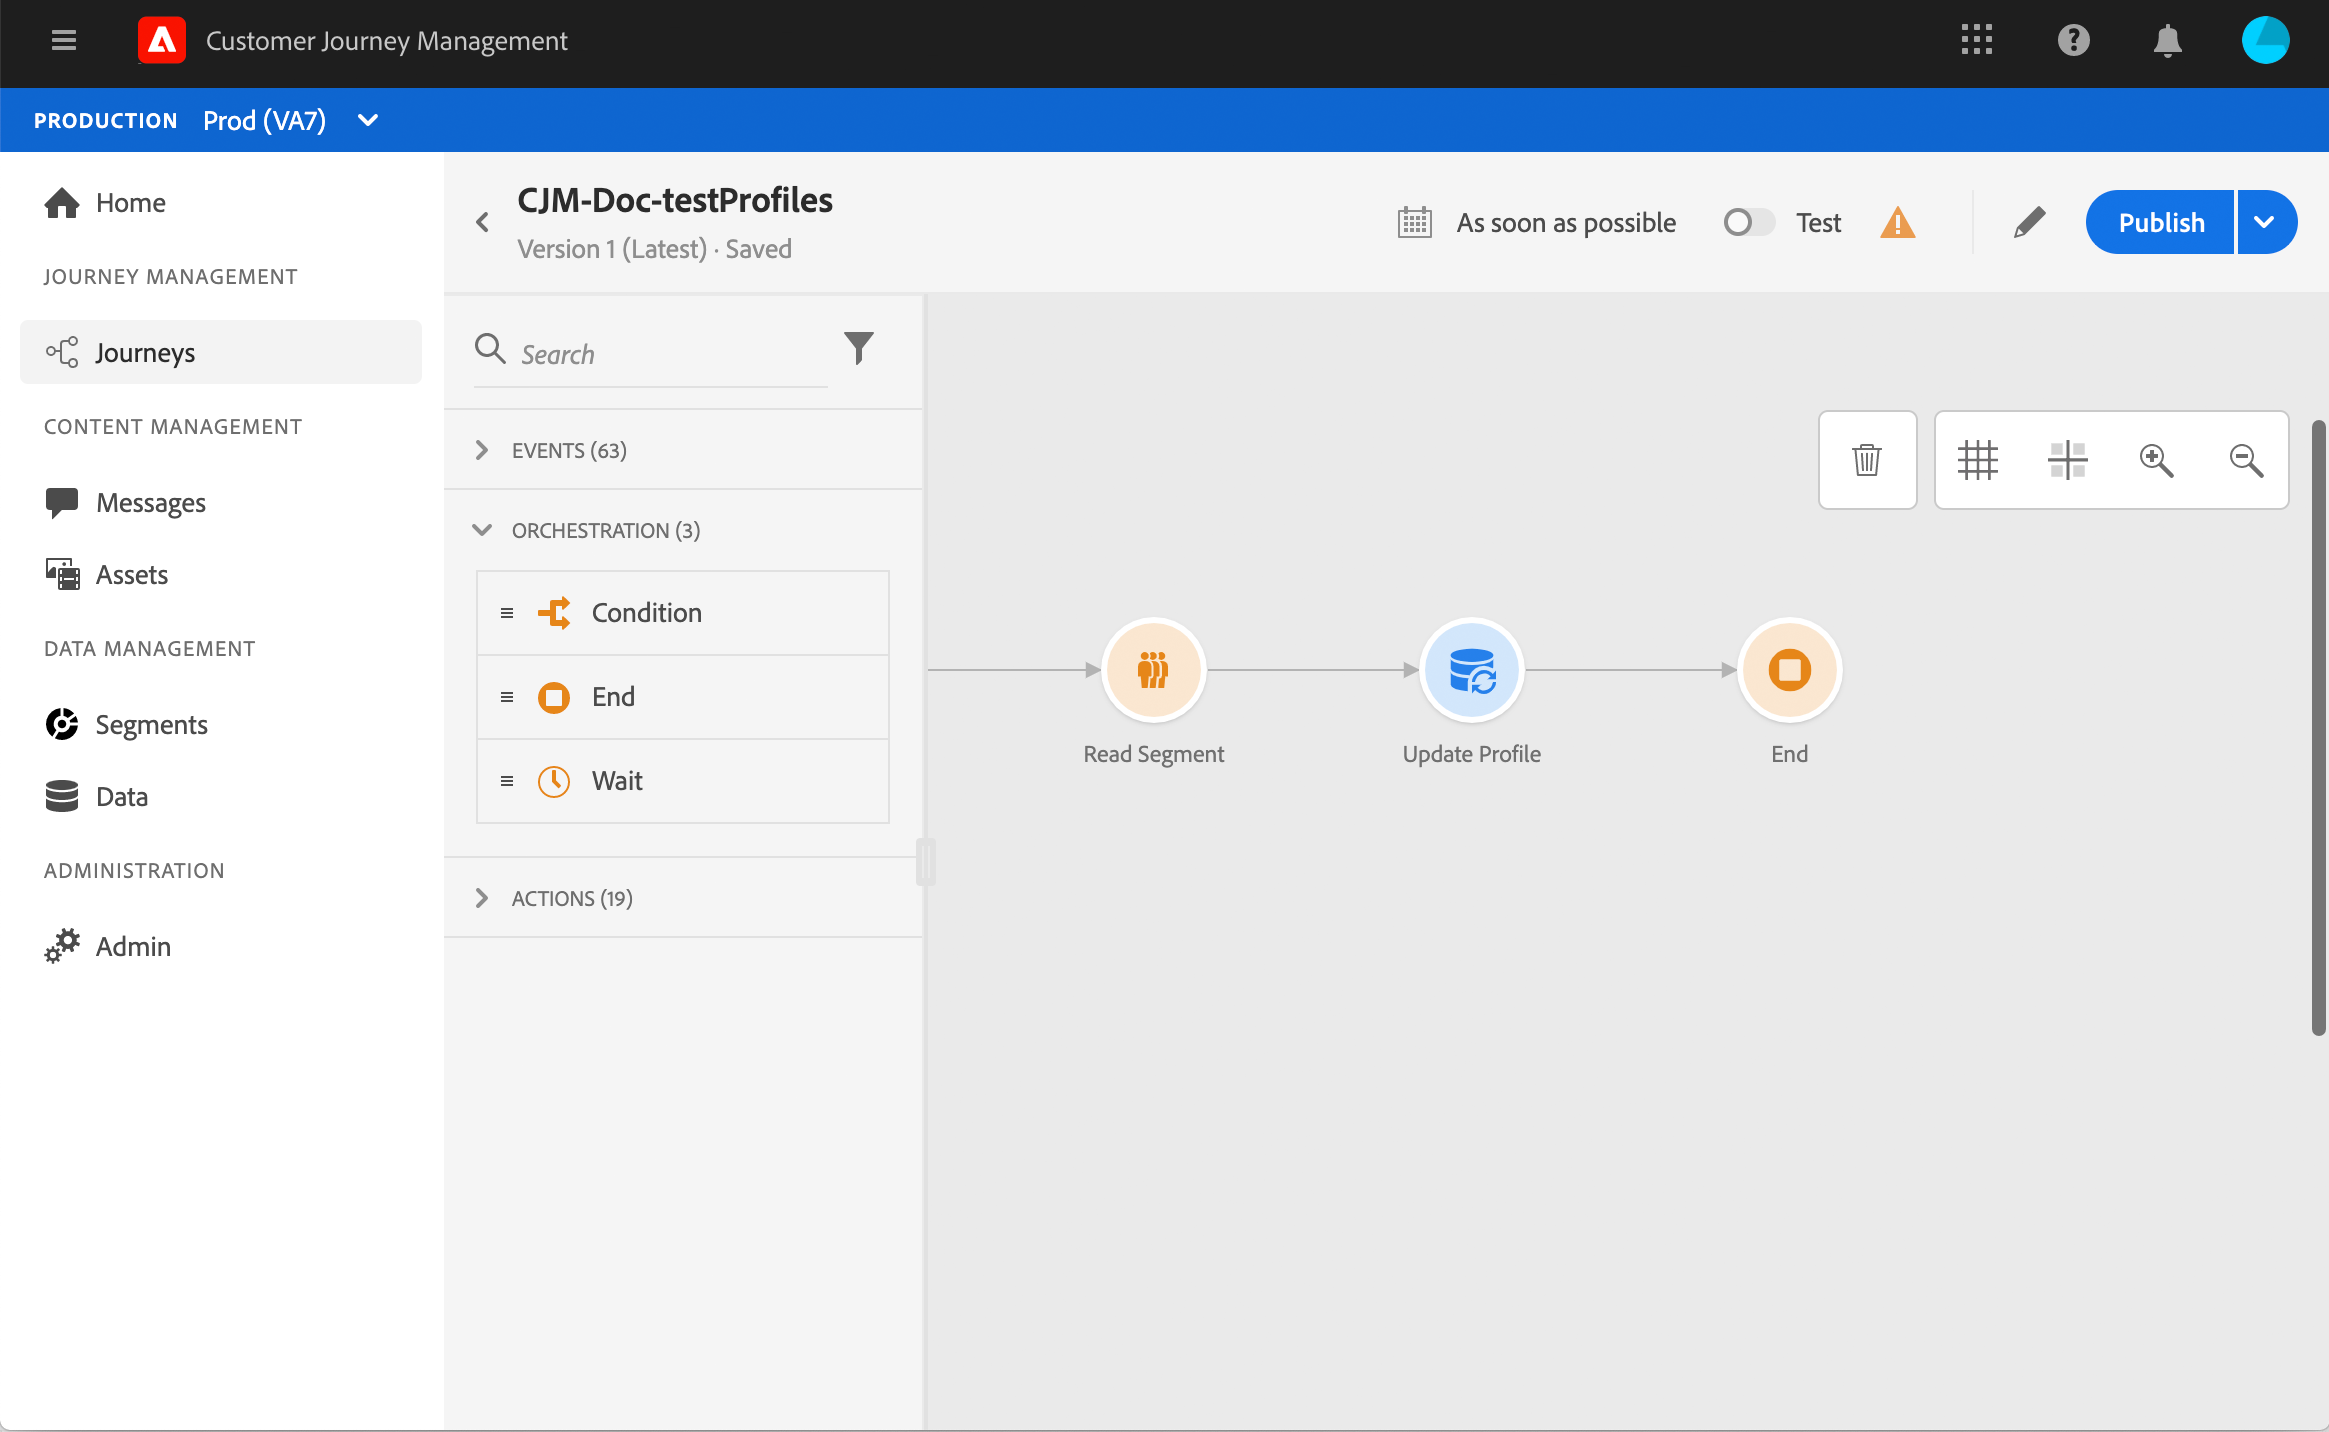 Customer Journey Management
PRODUCTION Prod (VA7)
Home
JOURNEY MANAGEMENT
Journeys
CONTENT MANAGEMENT
Messages
Assets
DATA MANAGEMENT
Segments
Data
ADMINISTRATION
Admin
CJM-Doc-testProfiles
Version 1 (Latest) · Saved
As soon as possible
Test
Publish
Search
EVENTS (63)
ORCHESTRATION (3)
Condition
End
Wait
ACTIONS (19)
Read Segment
Update Profile
End